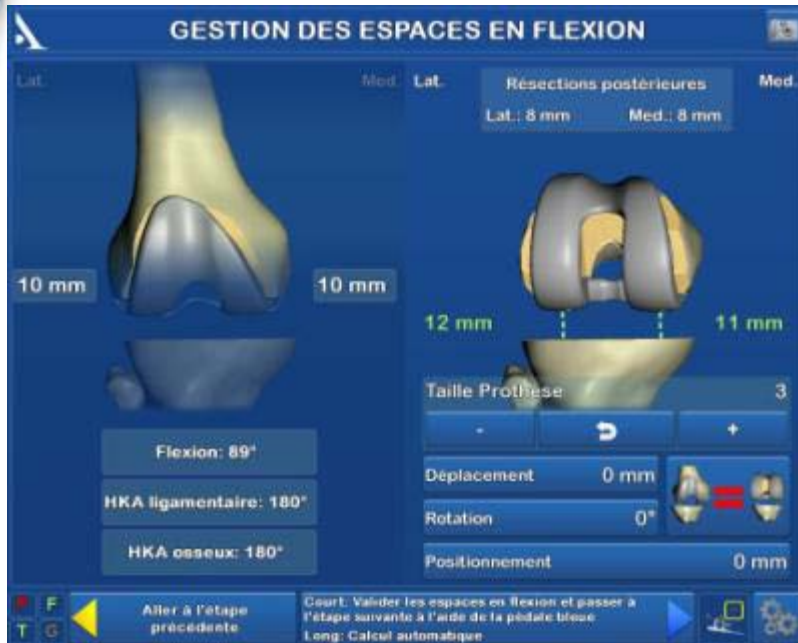 GESTION DES ESPACES EN FLEXION
Lat. Med.
Lat. Med.
Résections postérieures
Lat.: 8 mm Med.: 8 mm
10 mm 10 mm
12 mm 11 mm
Taille Prothèse 3
- +
Flexion: 89°
HKA ligamentaire: 180°
HKA osseux: 180°
Déplacement 0 mm
Rotation 0°
Positionnement 0 mm
F
T G
Aller à l'étape
précédente
Court: Valider les espaces en flexion et passer à
l'étape suivante à l'aide de la pédale bleue
Long: Calcul automatique